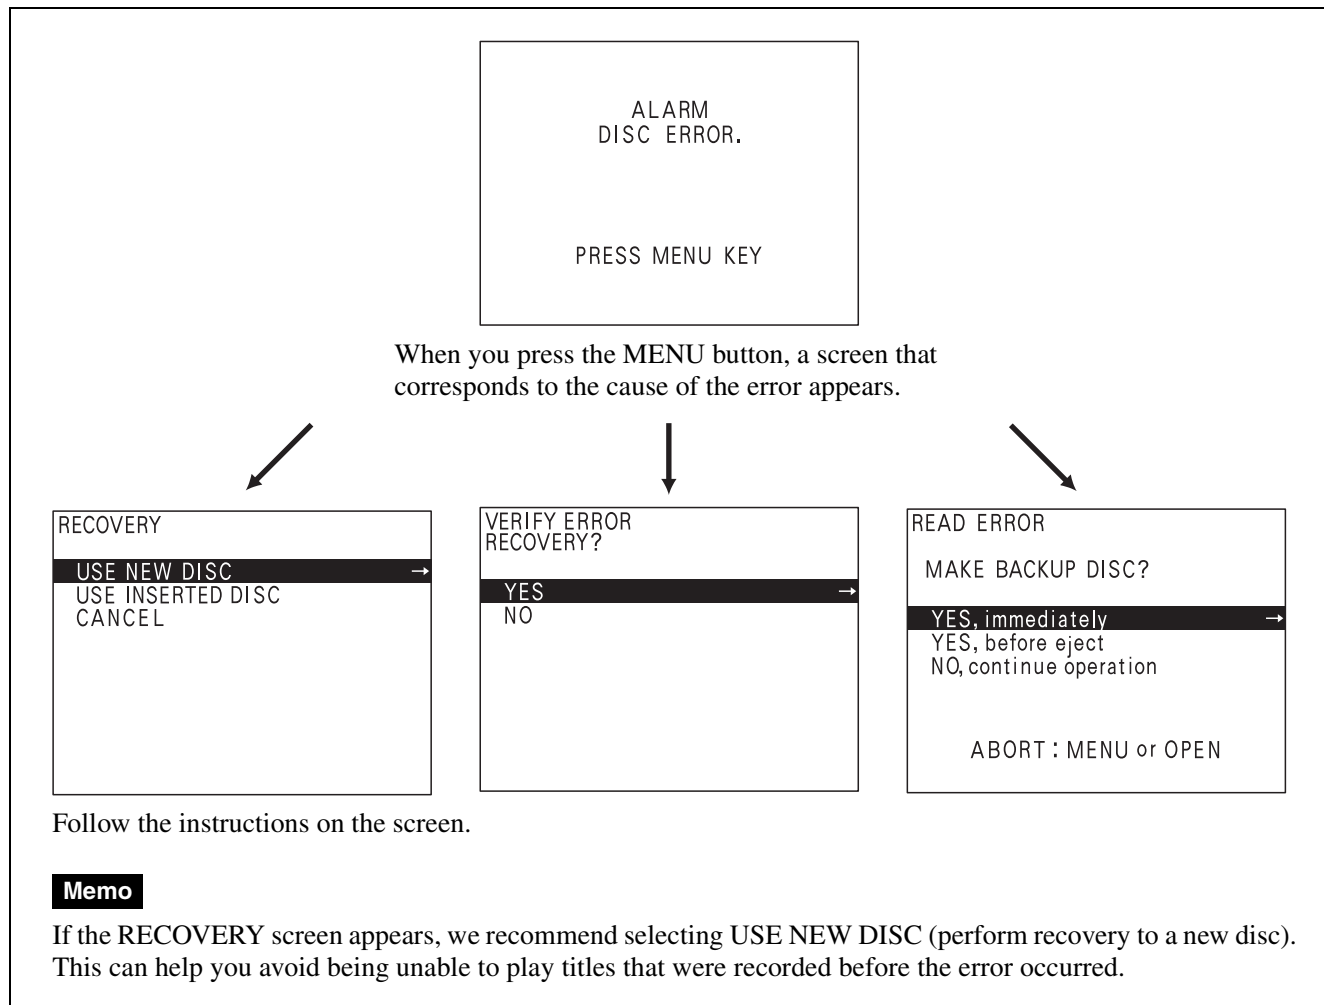 ALARM
DISC ERROR.
PRESS MENU KEY
When you press the MENU button, a screen that
corresponds to the cause of the error appears.
RECOVERY
USE NEW DISC →
USE INSERTED DISC
CANCEL
VERIFY ERROR
RECOVERY?
YES →
NO
READ ERROR
MAKE BACKUP DISC?
YES, immediately →
YES, before eject
NO, continue operation
ABORT : MENU or OPEN
Follow the instructions on the screen.
Memo
If the RECOVERY screen appears, we recommend selecting USE NEW DISC (perform recovery to a new disc).
This can help you avoid being unable to play titles that were recorded before the error occurred.